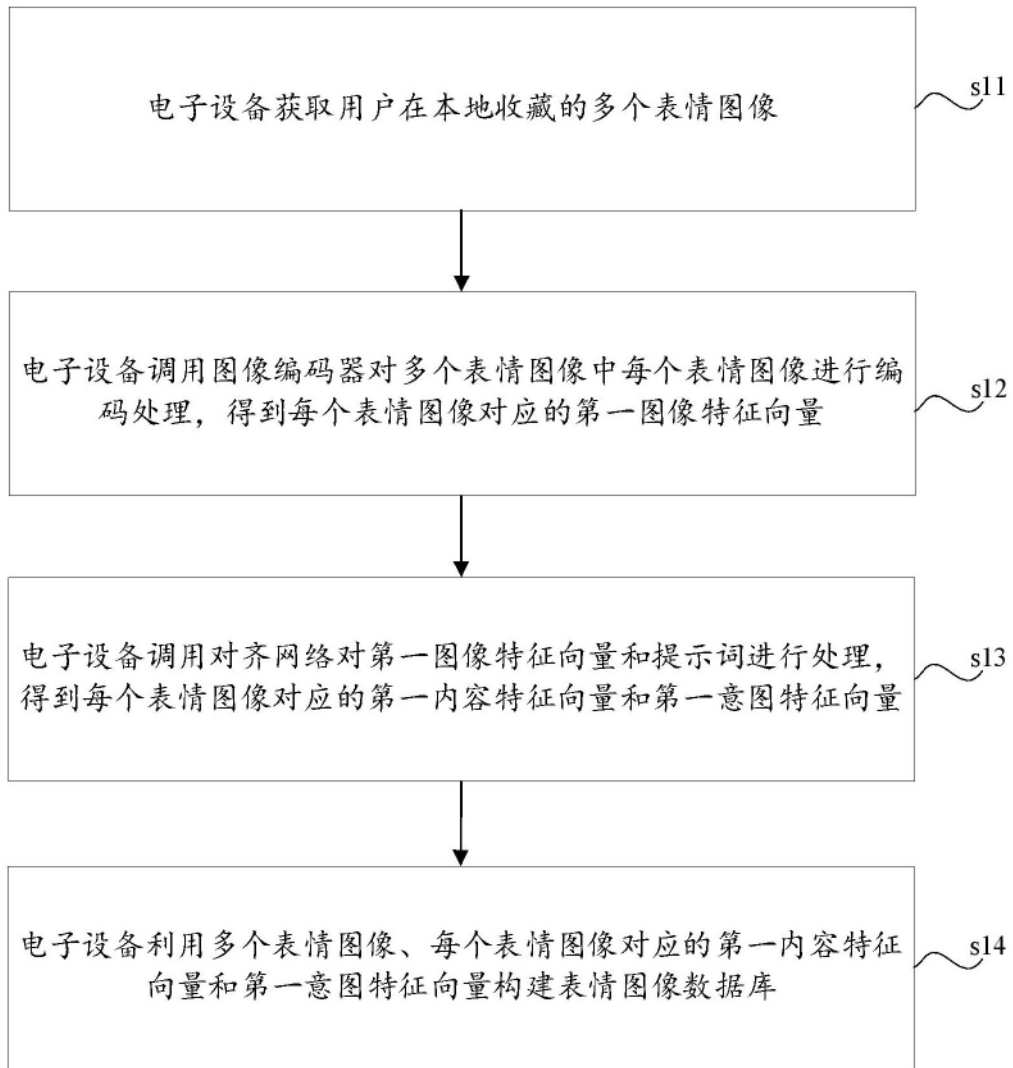 电子设备获取用户在本地收藏的多个表情图像
s11
电子设备调用图像编码器对多个表情图像中每个表情图像进行编
码处理，得到每个表情图像对应的第一图像特征向量
s12
电子设备调用对齐网络对第一图像特征向量和提示词进行处理，
得到每个表情图像对应的第一内容特征向量和第一意图特征向量
s13
电子设备利用多个表情图像、每个表情图像对应的第一内容特征
向量和第一意图特征向量构建表情图像数据库
s14